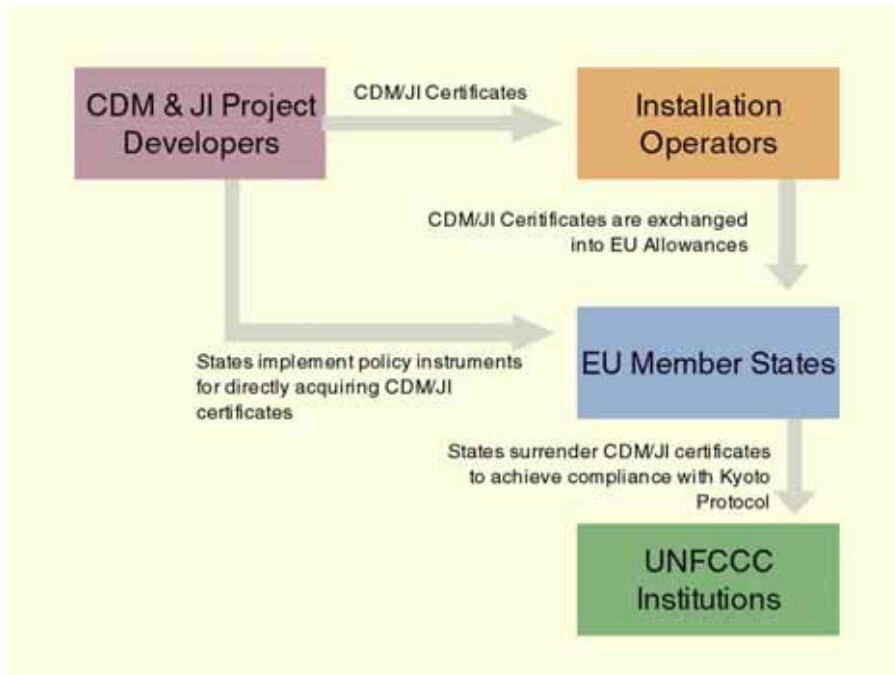 CDM & JI Project
Developers
CDM/JI Certificates
Installation
Operators
CDM/JI Ceritificates are exchanged
into EU Allowances
States implement policy instruments
for directly acquiring CDM/JI
certificates
EU Member States
States surrender CDM/JI certificates
to achieve compliance with Kyoto
Protocol
UNFCCC
Institutions